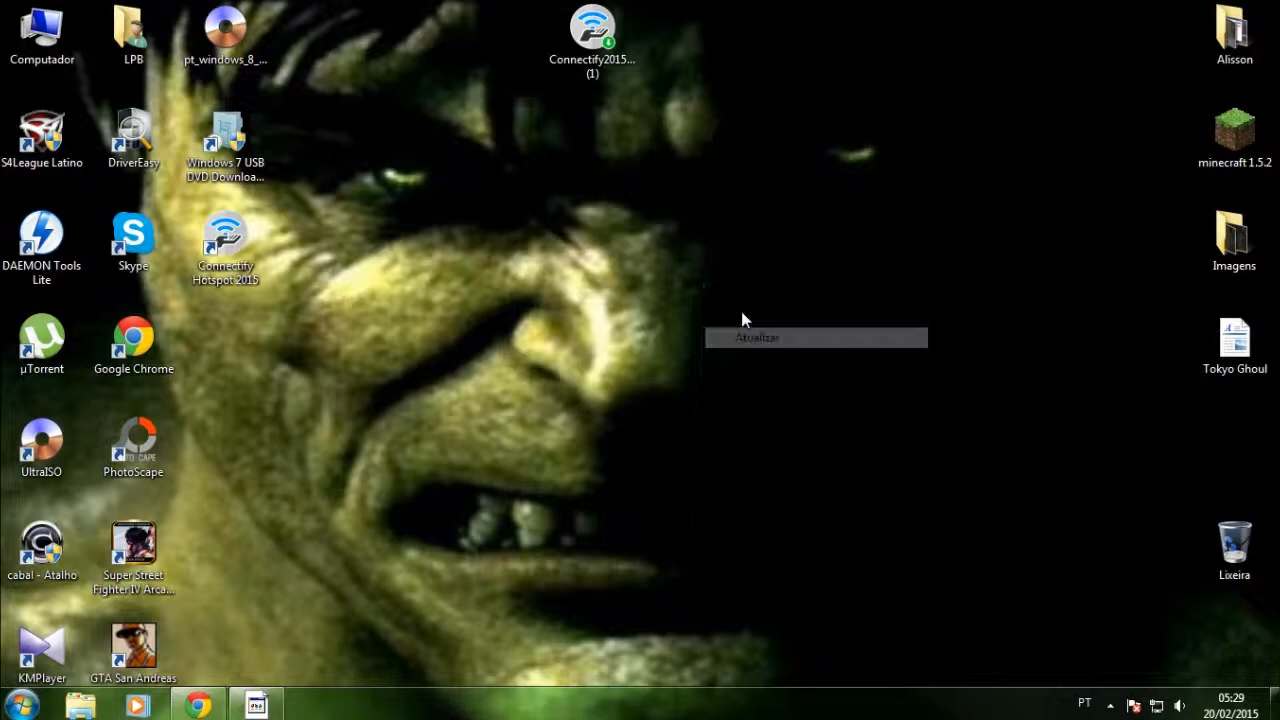 Computador
LPB
pt_windows_8_...
Connectify2015...
(1)
Alisson
S4League Latino
DriverEasy
Windows 7 USB
DVD Downloa...
minecraft 1.5.2
DAEMON Tools
Lite
Skype
Connectify
Hotspot 2015
Imagens
Atualizar
µTorrent
Google Chrome
Tokyo Ghoul
UltraISO
PhotoScape
cabal - Atalho
Super Street
Fighter IV Arca...
Lixeira
KMPlayer
GTA San Andreas
PT
05:29
20/02/2015